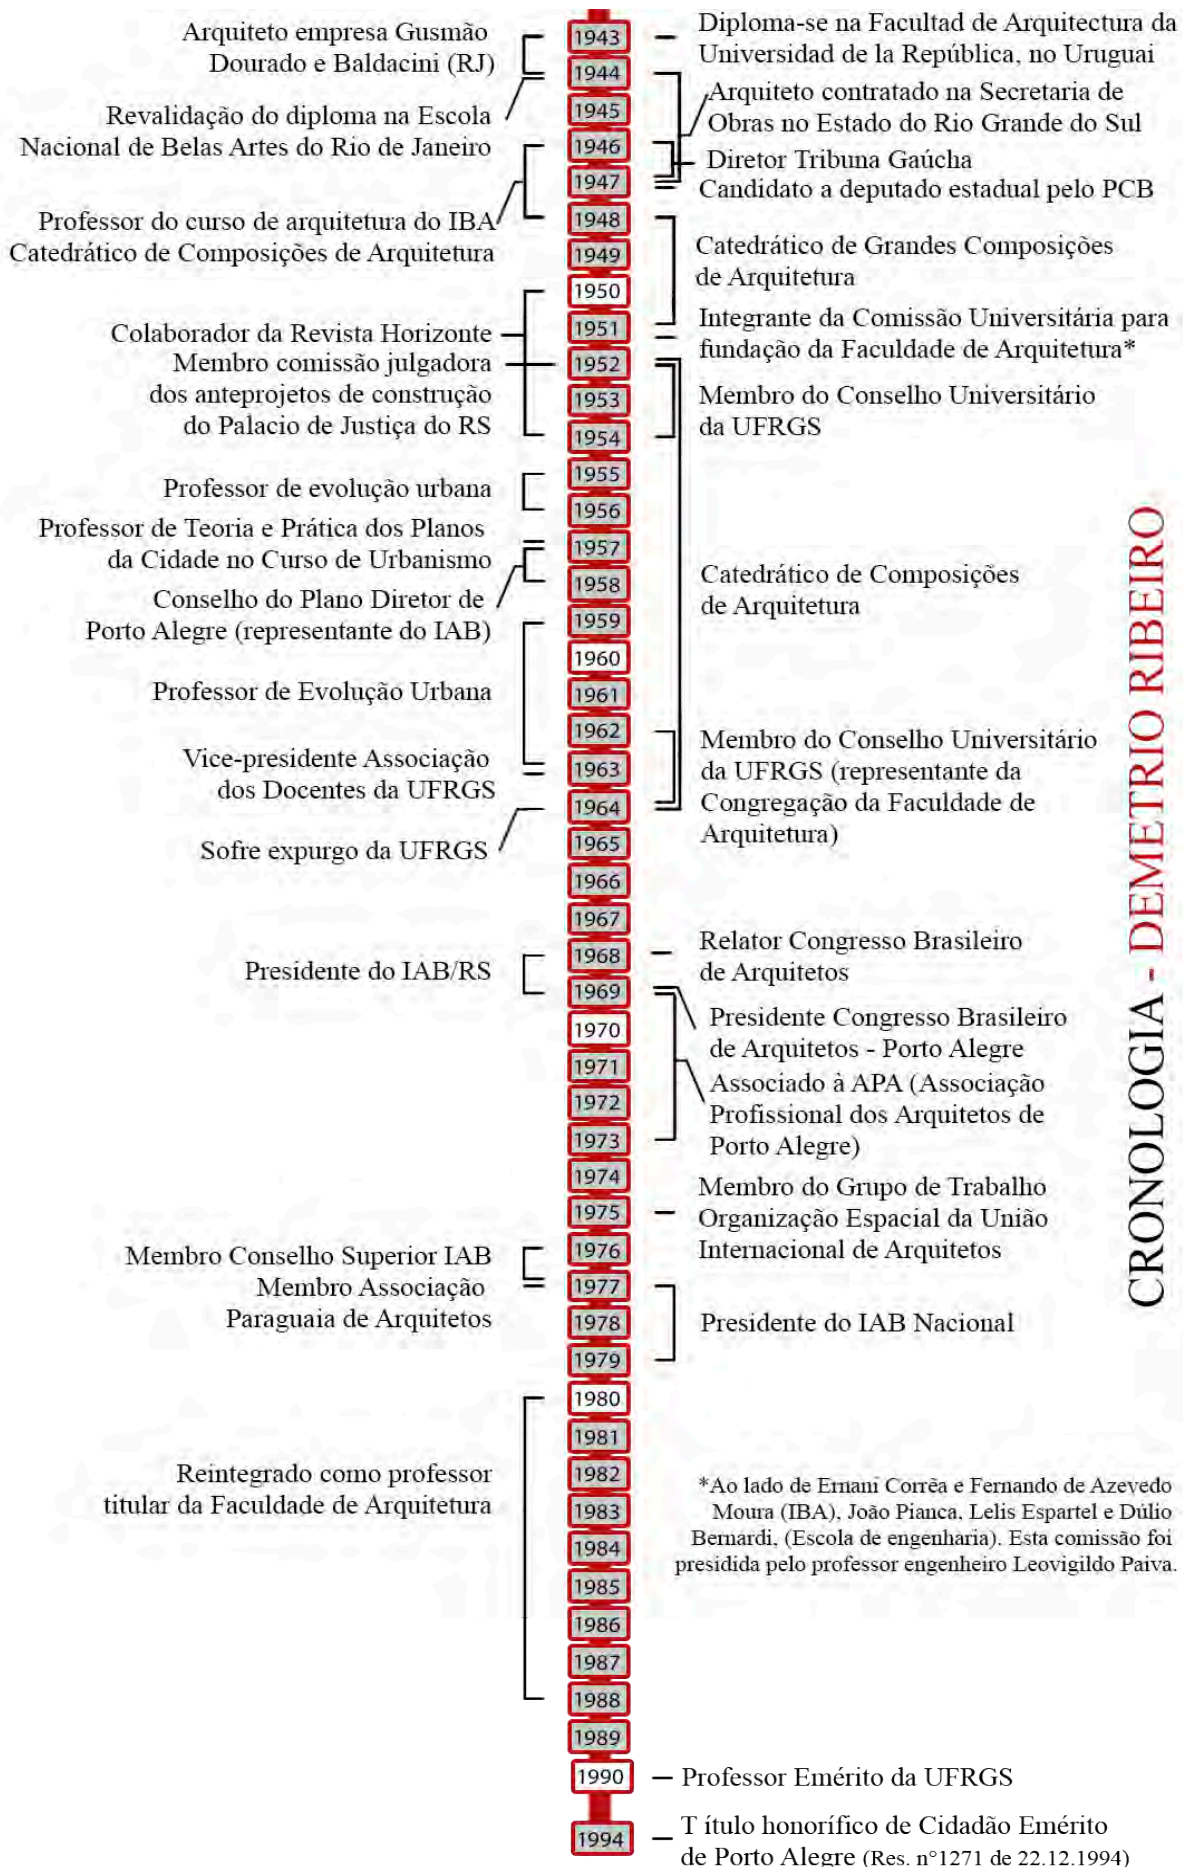 Arquiteto empresa Gusmão
Dourado e Baldacini (RJ)
Revalidação do diploma na Escola
Nacional de Belas Artes do Rio de Janeiro
Professor do curso de arquitetura do IBA
Catedrático de Composições de Arquitetura
Colaborador da Revista Horizonte
Membro comissão julgadora
dos anteprojetos de construção
do Palacio de Justiça do RS
Professor de evolução urbana
Professor de Teoria e Prática dos Planos
da Cidade no Curso de Urbanismo
Conselho do Plano Diretor de
Porto Alegre (representante do IAB)
Professor de Evolução Urbana
Vice-presidente Associação
dos Docentes da UFRGS
Sofre expurgo da UFRGS
Presidente do IAB/RS
Membro Conselho Superior IAB
Membro Associação
Paraguaia de Arquitetos
Reintegrado como professor
titular da Faculdade de Arquitetura
1943
1944
1945
1946
1947
1948
1949
1950
1951
1952
1953
1954
1955
1956
1957
1958
1959
1960
1961
1962
1963
1964
1965
1966
1967
1968
1969
1970
1971
1972
1973
1974
1975
1976
1977
1978
1979
1980
1981
1982
1983
1984
1985
1986
1987
1988
1989
1990
1994
Diploma-se na Facultad de Arquitectura da
Universidad de la República, no Uruguai
Arquiteto contratado na Secretaria de
Obras no Estado do Rio Grande do Sul
Diretor Tribuna Gaúcha
Candidato a deputado estadual pelo PCB
Catedrático de Grandes Composições
de Arquitetura
Integrante da Comissão Universitária para
fundação da Faculdade de Arquitetura*
Membro do Conselho Universitário
da UFRGS
Catedrático de Composições
de Arquitetura
Membro do Conselho Universitário
da UFRGS (representante da
Congregação da Faculdade de
Arquitetura)
Relator Congresso Brasileiro
de Arquitetos
Presidente Congresso Brasileiro
de Arquitetos - Porto Alegre
Associado à APA (Associação
Profissional dos Arquitetos de
Porto Alegre)
Membro do Grupo de Trabalho
Organização Espacial da União
Internacional de Arquitetos
Presidente do IAB Nacional
*Ao lado de Ernani Corrêa e Fernando de Azevedo
Moura (IBA), João Pianca, Lelis Espartel e Dúlio
Bernardi, (Escola de engenharia). Esta comissão foi
presidida pelo professor engenheiro Leovigildo Paiva.
Professor Emérito da UFRGS
T ítulo honorífico de Cidadão Emérito
de Porto Alegre (Res. n°1271 de 22.12.1994)
CRONOLOGIA - DEMETRIO RIBEIRO